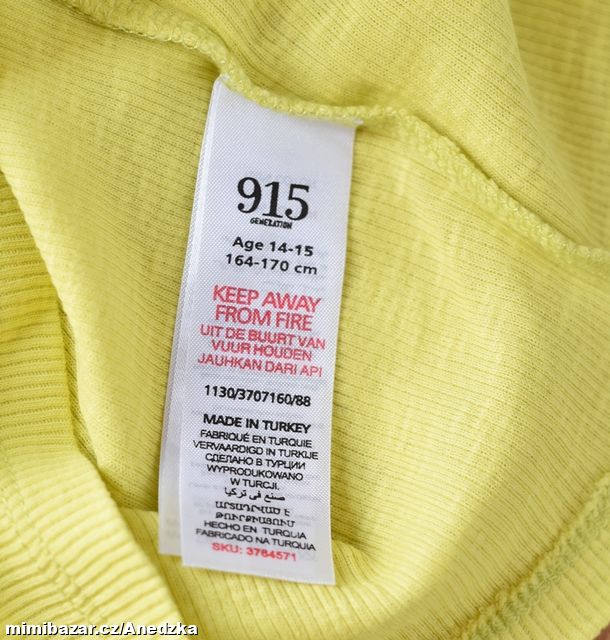 915
GENERATION
Age 14-15
164-170 cm
KEEP AWAY
FROM FIRE
UIT DE BUURT VAN
VUUR HOUDEN
JAUHKAN DARI API
1130/3707160/88
MADE IN TURKEY
FABRIQUÉ EN TURQUIE
VERVAARDIGD IN TURKIJE
СДЕЛАНО В ТУРЦИИ
WYPRODUKOWANO
W TURCJI.
صنع في تركيا
ԱՐՏԱԴՐՎԱԾ Է
ԹՈՒՐՔԻԱՅՈՒՄ
HECHO EN TURQUIA
FABRICADO NA TURQUIA
SKU: 3764571
mimibazar.cz/Anedzka